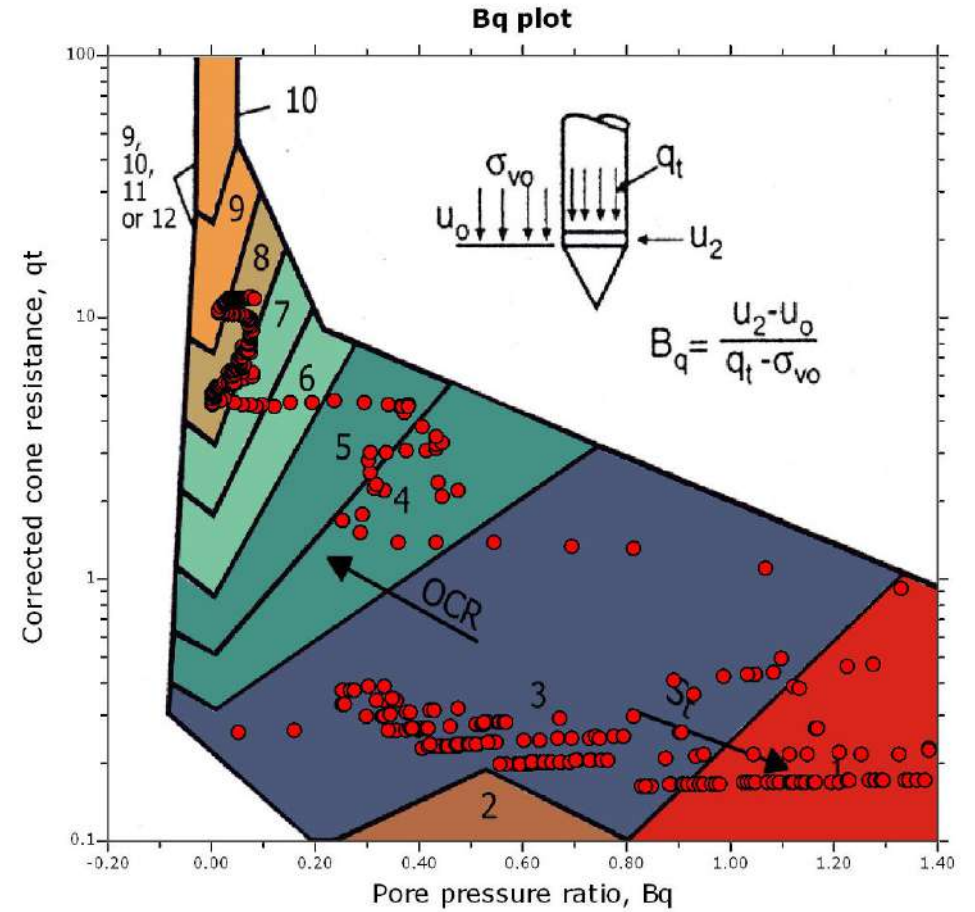 Bq plot
100
10
1
0.1
Corrected cone resistance, qt
-0.20 0.00 0.20 0.40 0.60 0.80 1.00 1.20 1.40
Pore pressure ratio, Bq
10
9,
10,
11
or 12
9
8
7
6
5
4
3
2
1
OCR
St
σvo
qt
uo
u2
Bq= u2-uo
qt -σvo